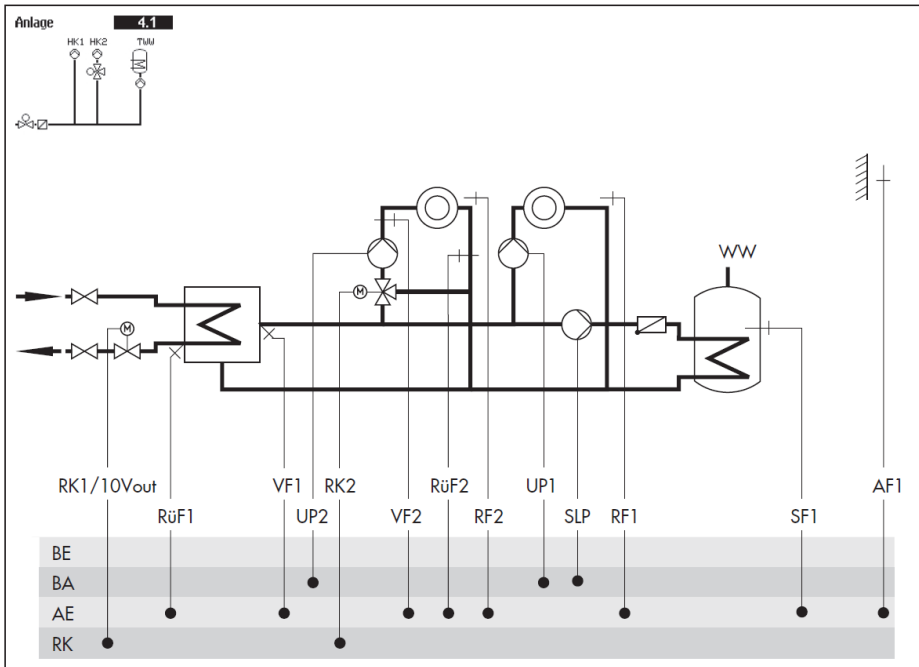 Anlage 4.1
HK1 HK2 TWW
WW
M
M
RK1/10Vout VF1 RK2 RüF2 UP1 AF1
RüF1 UP2 VF2 RF2 SLP RF1 SF1
BE
BA
AE
RK